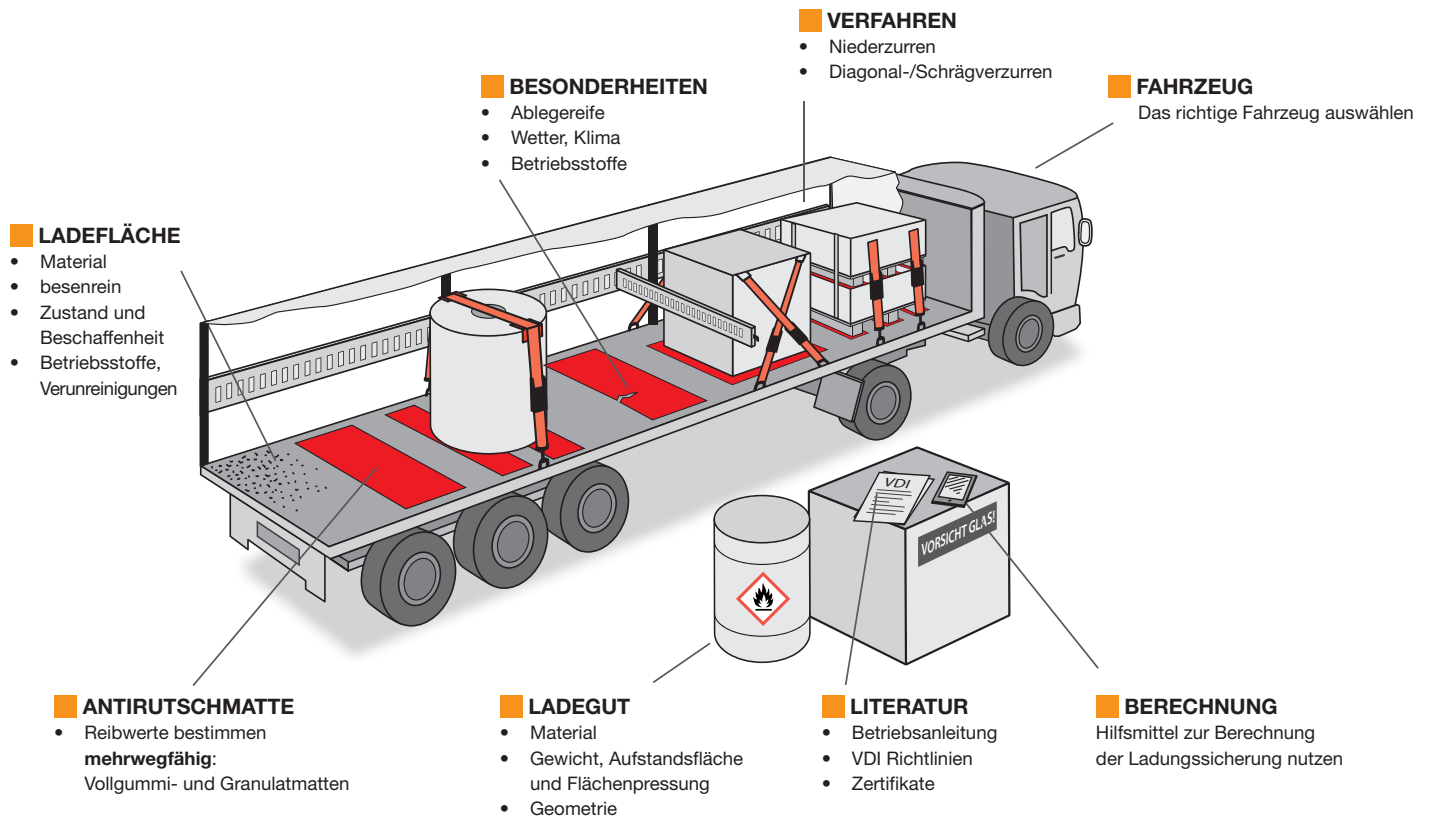 VERFAHREN
• Niederzurren
• Diagonal-/Schrägverzurren
BESONDERHEITEN
• Ablegereife
• Wetter, Klima
• Betriebsstoffe
FAHRZEUG
Das richtige Fahrzeug auswählen
LADEFLÄCHE
• Material
• besenrein
• Zustand und
Beschaffenheit
• Betriebsstoffe,
Verunreinigungen
VDI
VORSICHT GLAS!
ANTIRUTSCHMATTE
• Reibwerte bestimmen
mehrwegfähig:
Vollgummi- und Granulatmatten
LADEGUT
• Material
• Gewicht, Aufstandsfläche
und Flächenpressung
• Geometrie
LITERATUR
• Betriebsanleitung
• VDI Richtlinien
• Zertifikate
BERECHNUNG
Hilfsmittel zur Berechnung
der Ladungssicherung nutzen